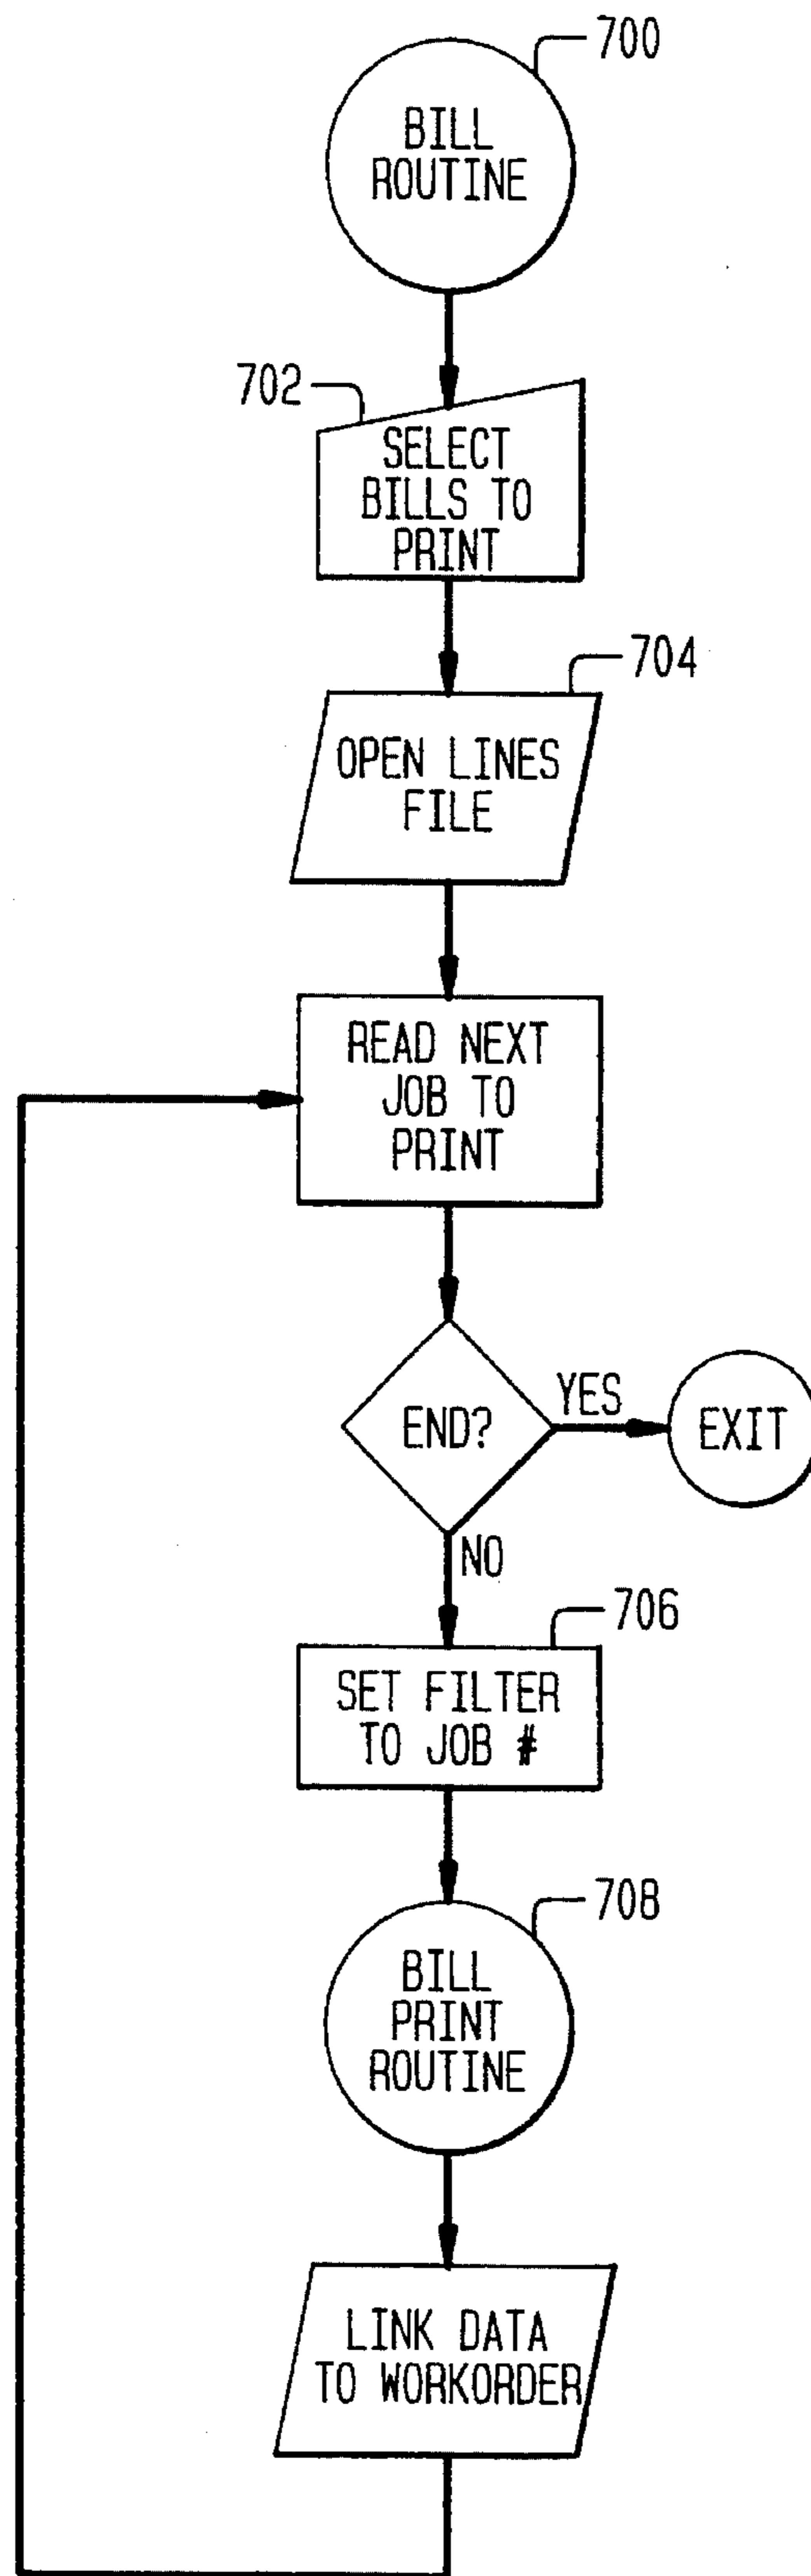 700
BILL
ROUTINE
702
SELECT
BILLS TO
PRINT
704
OPEN LINES
FILE
READ NEXT
JOB TO
PRINT
END?
YES
EXIT
NO
706
SET FILTER
TO JOB #
708
BILL
PRINT
ROUTINE
LINK DATA
TO WORKORDER